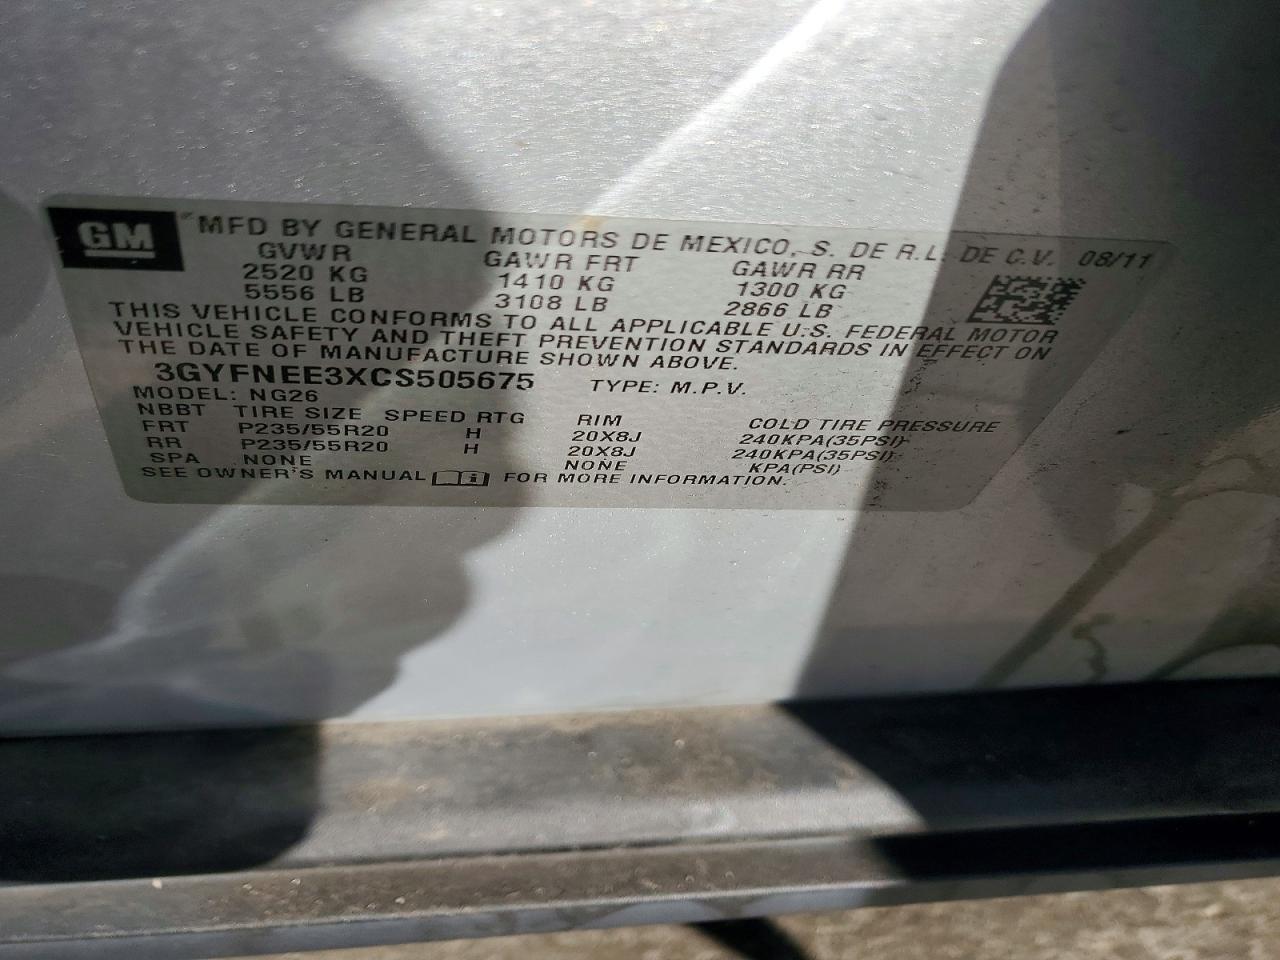 GM MFD BY GENERAL MOTORS DE MEXICO, S. DE R.L. DE C.V. 08/11
GVWR GAWR FRT GAWR RR
2520 KG 1410 KG 1300 KG
5556 LB 3108 LB 2866 LB
THIS VEHICLE CONFORMS TO ALL APPLICABLE U.S. FEDERAL MOTOR
VEHICLE SAFETY AND THEFT PREVENTION STANDARDS IN EFFECT ON
THE DATE OF MANUFACTURE SHOWN ABOVE.
3GYFNEE3XCS505675 TYPE: M.P.V.
MODEL: NG26
NBBT TIRE SIZE SPEED RTG RIM COLD TIRE PRESSURE
FRT P235/55R20 H 20X8J 240KPA(35PSI)
RR P235/55R20 H 20X8J 240KPA(35PSI)
SPA NONE NONE KPA(PSI)
SEE OWNER'S MANUAL FOR MORE INFORMATION.